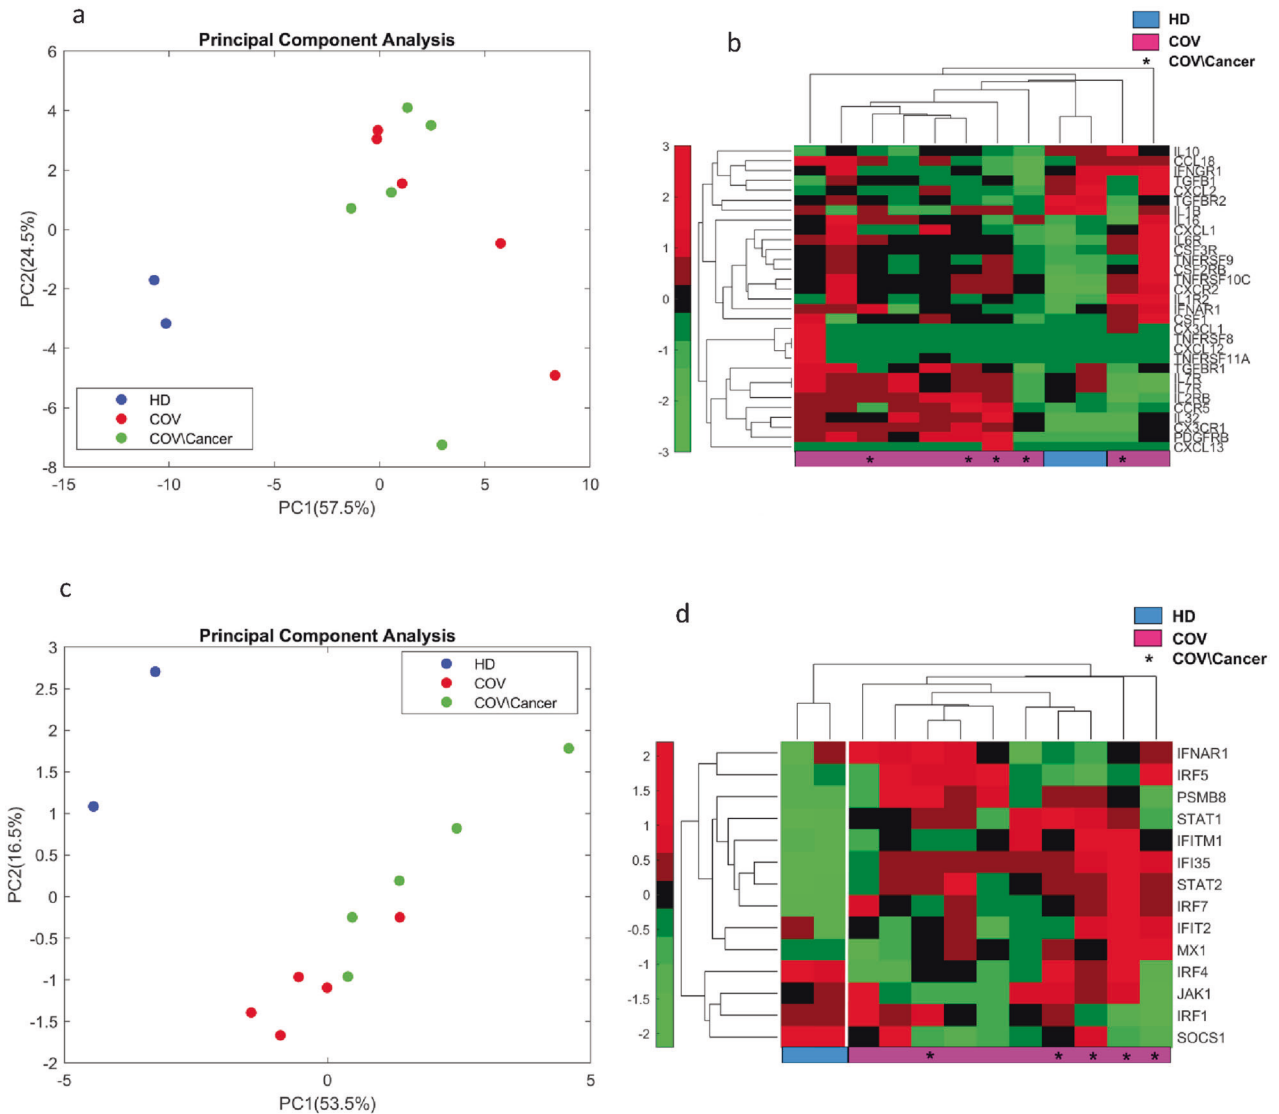 a
Principal Component Analysis
6
4
2
0
-2
-4
-6
-8
-15
-10
-5
0
5
10
PC2(24.5%)
PC1(57.5%)
HD
COV
COV\Cancer
b
HD
COV
* COV\Cancer
3
2
1
0
-1
-2
-3
IL10
CCL18
IFNGR1
TGFB1
CXCL2
TGFBR2
IL1B
IL16
CXCL1
IL6R
CSF3R
TNFRSF9
CSF2RB
TNFRSF10C
CXCR2
IL1R2
IFNAR1
CSF1
CX3CL1
TNFRSF8
CXCL12
TNFRSF11A
TGFBR1
IL7R
IL7R
IL2RB
CCR5
IL32
CX3CR1
PDGFRB
CXCL13
* * * * *
c
Principal Component Analysis
3
2.5
2
1.5
1
0.5
0
-0.5
-1
-1.5
-2
-5
0
5
PC2(16.5%)
PC1(53.5%)
HD
COV
COV\Cancer
d
HD
COV
* COV\Cancer
2
1.5
1
0.5
0
-0.5
-1
-1.5
-2
IFNAR1
IRF5
PSMB8
STAT1
IFITM1
IFI35
STAT2
IRF7
IFIT2
MX1
IRF4
JAK1
IRF1
SOCS1
* * * * *